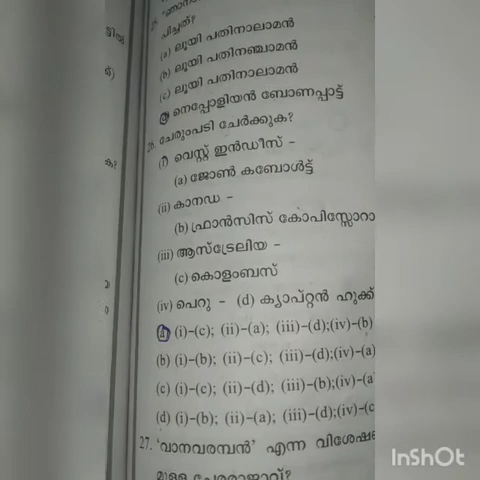 25. 'ഞാനാ
പിച്ചത്?
(a) ലൂയി പതിനാലാമൻ
(b) ലൂയി പതിനഞ്ചാമൻ
(c) ലൂയി പതിനാലാമൻ
(d) നെപ്പോളിയൻ ബോണപ്പാട്ട്
26. ചേരുംപടി ചേർക്കുക?
(i) വെസ്റ്റ് ഇൻഡീസ് -
(a) ജോൺ കബോൾട്ട്
(ii) കാനഡ -
(b) ഫ്രാൻസിസ് കോപിസ്സോറാ
(iii) ആസ്ട്രേലിയ -
(c) കൊളംബസ്
(iv) പെറു - (d) ക്യാപ്റ്റൻ ഹുക്ക്
(a) (i)-(c); (ii)-(a); (iii)-(d);(iv)-(b)
(b) (i)-(b); (ii)-(c); (iii)-(d);(iv)-(a)
(c) (i)-(c); (ii)-(d); (iii)-(b);(iv)-(a
(d) (i)-(b); (ii)-(a); (iii)-(d);(iv)-(c
27. 'വാനവരമ്പൻ' എന്ന വിശേഷ
മുള്ള ചേരരാജാവ്?
InShOt